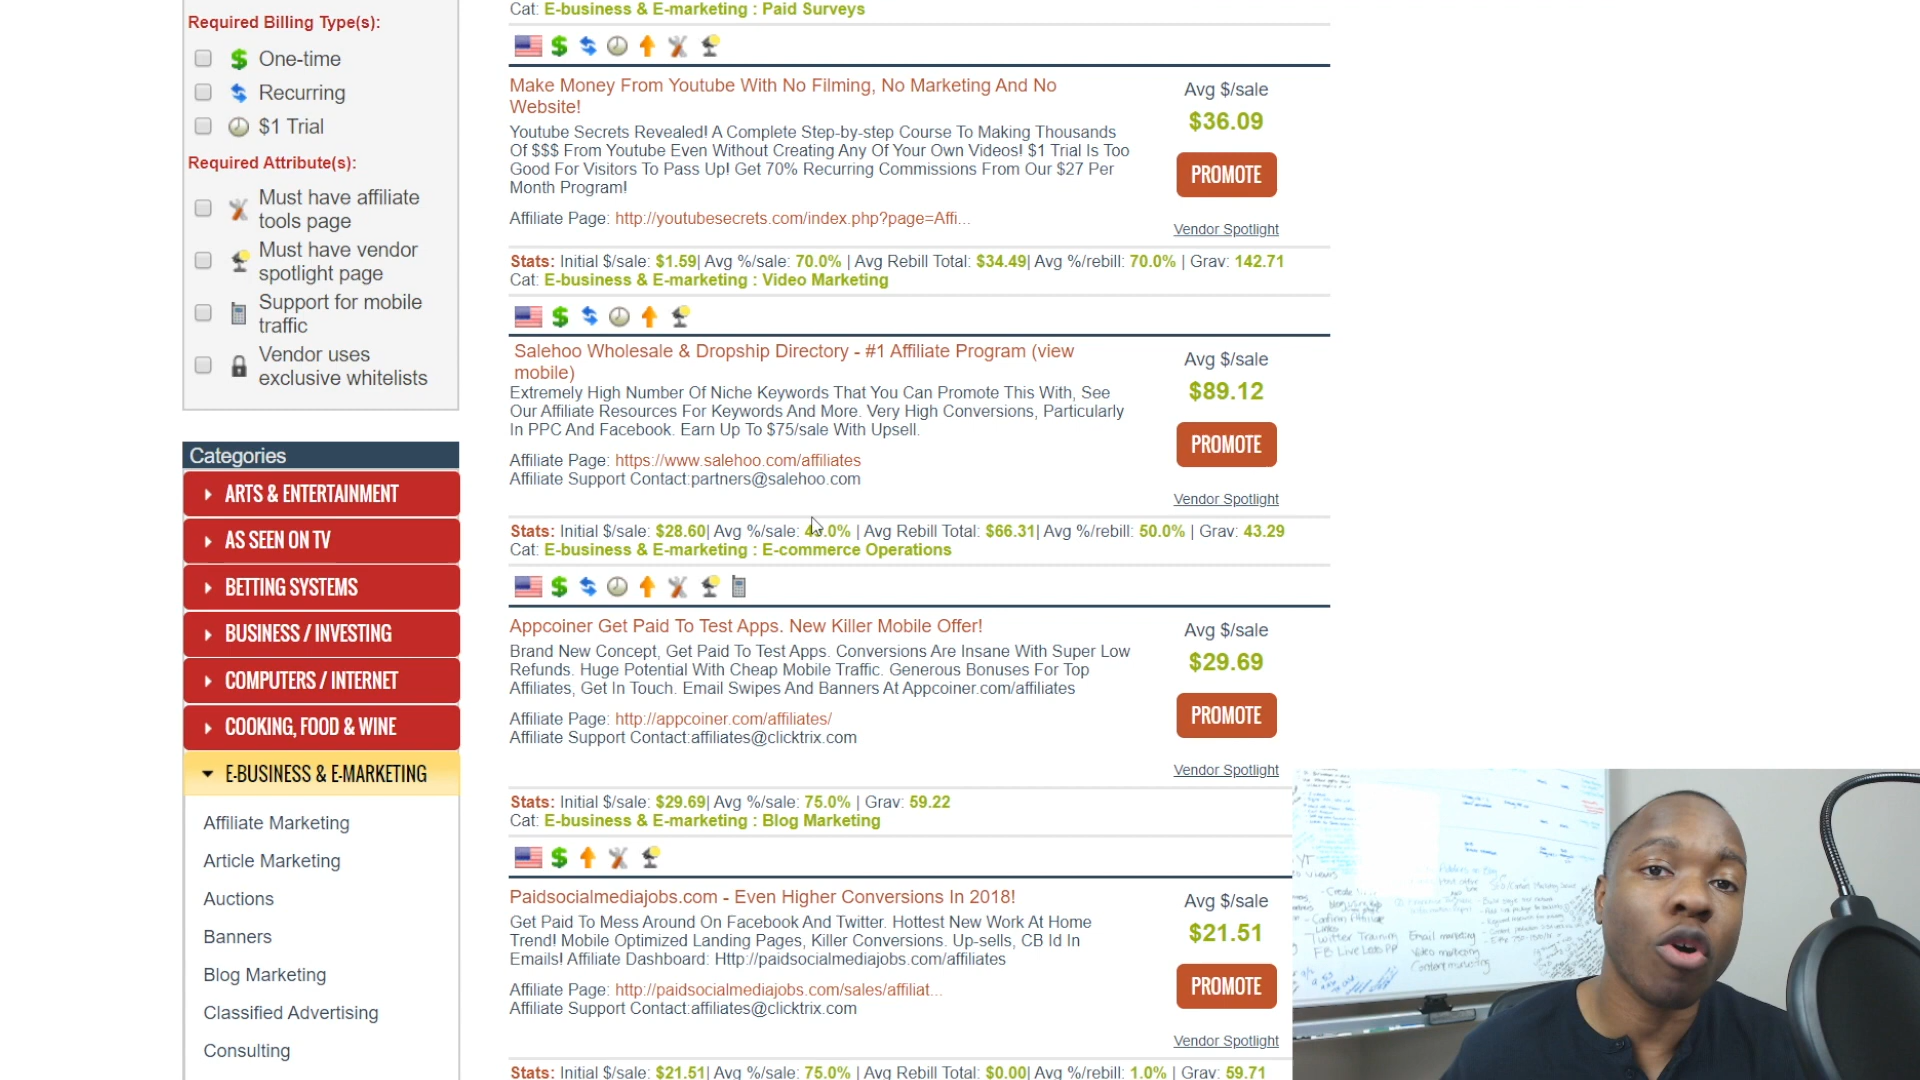 Required Billing Type(s):
One-time
Recurring
$1 Trial
Required Attribute(s):
Must have affiliate
tools page
Must have vendor
spotlight page
Support for mobile
traffic
Vendor uses
exclusive whitelists
Categories
ARTS & ENTERTAINMENT
AS SEEN ON TV
BETTING SYSTEMS
BUSINESS / INVESTING
COMPUTERS / INTERNET
COOKING, FOOD & WINE
E-BUSINESS & E-MARKETING
Affiliate Marketing
Article Marketing
Auctions
Banners
Blog Marketing
Classified Advertising
Consulting
Cat: E-business & E-marketing : Paid Surveys
Make Money From Youtube With No Filming, No Marketing And No
Website!
Youtube Secrets Revealed! A Complete Step-by-step Course To Making Thousands
Of $$$ From Youtube Even Without Creating Any Of Your Own Videos! $1 Trial Is Too
Good For Visitors To Pass Up! Get 70% Recurring Commissions From Our $27 Per
Month Program!
Affiliate Page: http://youtubesecrets.com/index.php?page=Affi...
Avg $/sale
$36.09
PROMOTE
Vendor Spotlight
Stats: Initial $/sale: $1.59| Avg %/sale: 70.0% | Avg Rebill Total: $34.49| Avg %/rebill: 70.0% | Grav: 142.71
Cat: E-business & E-marketing : Video Marketing
Salehoo Wholesale & Dropship Directory - #1 Affiliate Program (view
mobile)
Extremely High Number Of Niche Keywords That You Can Promote This With, See
Our Affiliate Resources For Keywords And More. Very High Conversions, Particularly
In PPC And Facebook. Earn Up To $75/sale With Upsell.
Affiliate Page: https://www.salehoo.com/affiliates
Affiliate Support Contact:partners@salehoo.com
Avg $/sale
$89.12
PROMOTE
Vendor Spotlight
Stats: Initial $/sale: $28.60| Avg %/sale: .0% | Avg Rebill Total: $66.31| Avg %/rebill: 50.0% | Grav: 43.29
Cat: E-business & E-marketing : E-commerce Operations
Appcoiner Get Paid To Test Apps. New Killer Mobile Offer!
Brand New Concept, Get Paid To Test Apps. Conversions Are Insane With Super Low
Refunds. Huge Potential With Cheap Mobile Traffic. Generous Bonuses For Top
Affiliates, Get In Touch. Email Swipes And Banners At Appcoiner.com/affiliates
Affiliate Page: http://appcoiner.com/affiliates/
Affiliate Support Contact:affiliates@clicktrix.com
Avg $/sale
$29.69
PROMOTE
Vendor Spotlight
Stats: Initial $/sale: $29.69| Avg %/sale: 75.0% | Grav: 59.22
Cat: E-business & E-marketing : Blog Marketing
Paidsocialmediajobs.com - Even Higher Conversions In 2018!
Get Paid To Mess Around On Facebook And Twitter. Hottest New Work At Home
Trend! Mobile Optimized Landing Pages, Killer Conversions. Up-sells, CB Id In
Emails! Affiliate Dashboard: Http://paidsocialmediajobs.com/affiliates
Affiliate Page: http://paidsocialmediajobs.com/sales/affiliat...
Affiliate Support Contact:affiliates@clicktrix.com
Avg $/sale
$21.51
PROMOTE
Vendor Spotlight
Stats: Initial $/sale: $21.51| Avg %/sale: 75.0% | Avg Rebill Total: $0.00| Avg %/rebill: 1.0% | Grav: 59.71
Twitter Training
FB Live
Email marketing
Video marketing
Content marketing